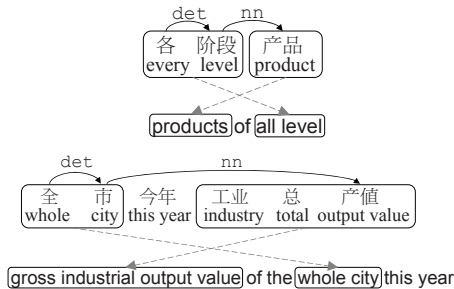 det nn
各 阶段 产品
every level product
products of all level
det nn
全 市 今年 工业 总 产值
whole city this year industry total output value
gross industrial output value of the whole city this year